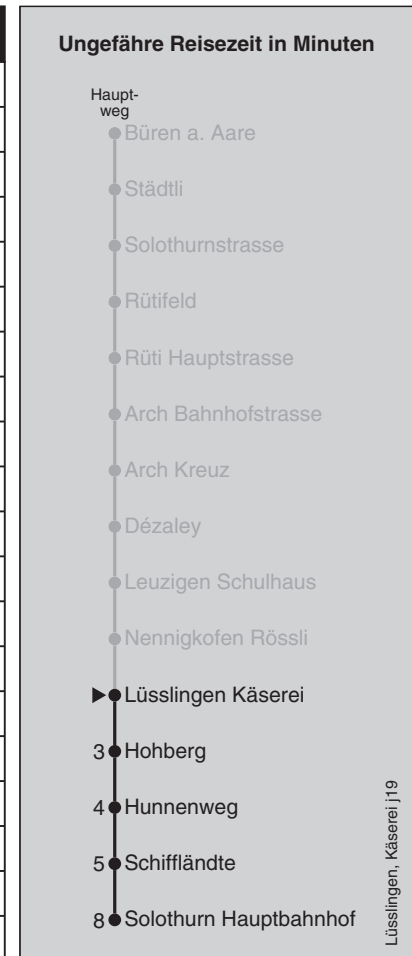 Ungefähre Reisezeit in Minuten
Haupt-
weg
Büren a. Aare
Städtli
Solothurnstrasse
Rütifeld
Rüti Hauptstrasse
Arch Bahnhofstrasse
Arch Kreuz
Dézaley
Leuzigen Schulhaus
Nennigkofen Rössli
Lüsslingen Käserei
3 Hohberg
4 Hunnenweg
5 Schiffländte
8 Solothurn Hauptbahnhof
Lüsslingen, Käserei j19